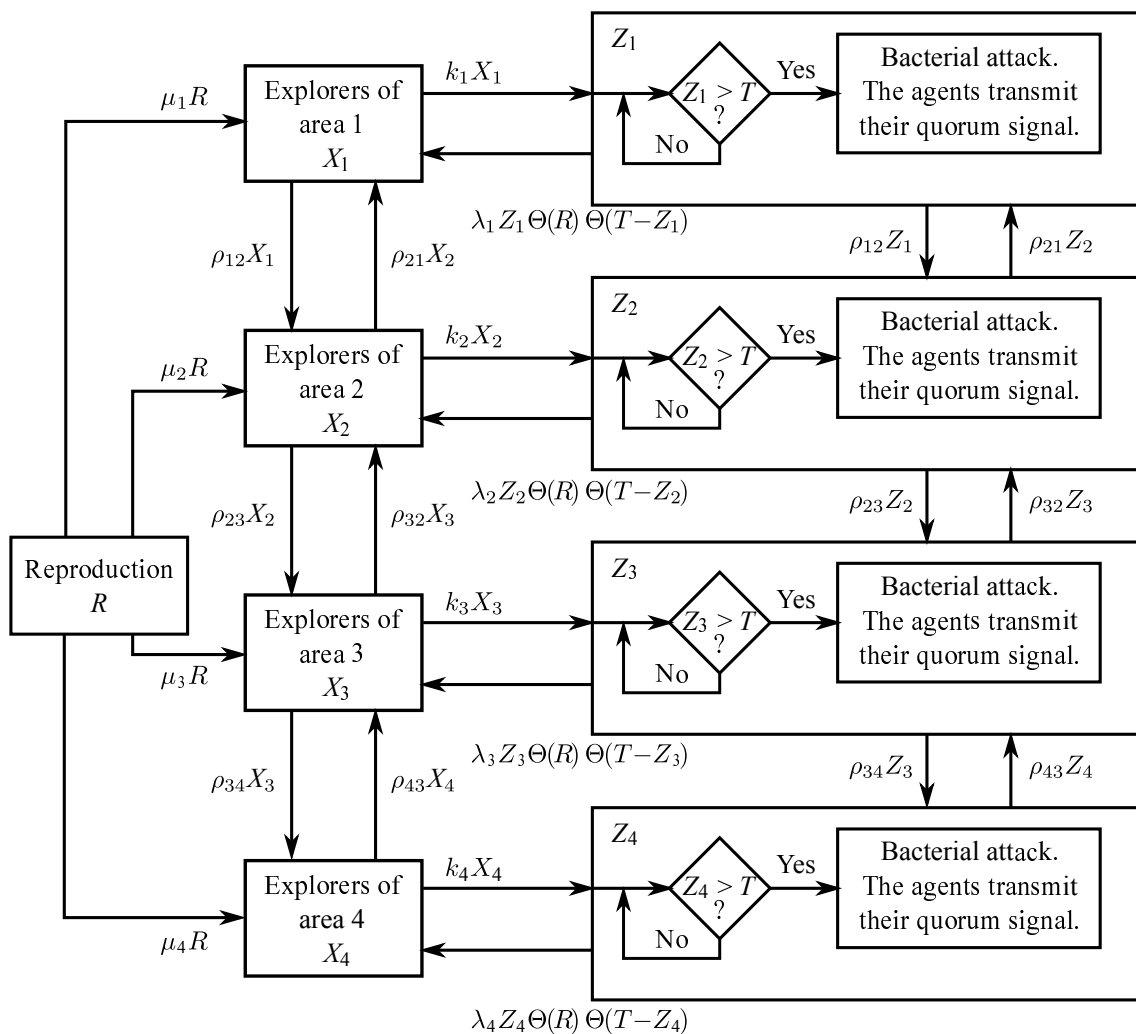 Z₁
k₁X₁
Yes
Bacterial attack.
The agents transmit
their quorum signal.
μ₁R
Explorers of
area 1
X₁
Z₁ > T
?
No
λ₁Z₁Θ(R) Θ(T−Z₁)
ρ₁₂X₁
ρ₂₁X₂
ρ₁₂Z₁
ρ₂₁Z₂
Z₂
k₂X₂
Yes
Bacterial attack.
The agents transmit
their quorum signal.
μ₂R
Explorers of
area 2
X₂
Z₂ > T
?
No
λ₂Z₂Θ(R) Θ(T−Z₂)
ρ₂₃X₂
ρ₃₂X₃
ρ₂₃Z₂
ρ₃₂Z₃
Reproduction
R
Z₃
k₃X₃
Yes
Bacterial attack.
The agents transmit
their quorum signal.
μ₃R
Explorers of
area 3
X₃
Z₃ > T
?
No
λ₃Z₃Θ(R) Θ(T−Z₃)
ρ₃₄X₃
ρ₄₃X₄
ρ₃₄Z₃
ρ₄₃Z₄
Z₄
k₄X₄
Yes
Bacterial attack.
The agents transmit
their quorum signal.
μ₄R
Explorers of
area 4
X₄
Z₄ > T
?
No
λ₄Z₄Θ(R) Θ(T−Z₄)